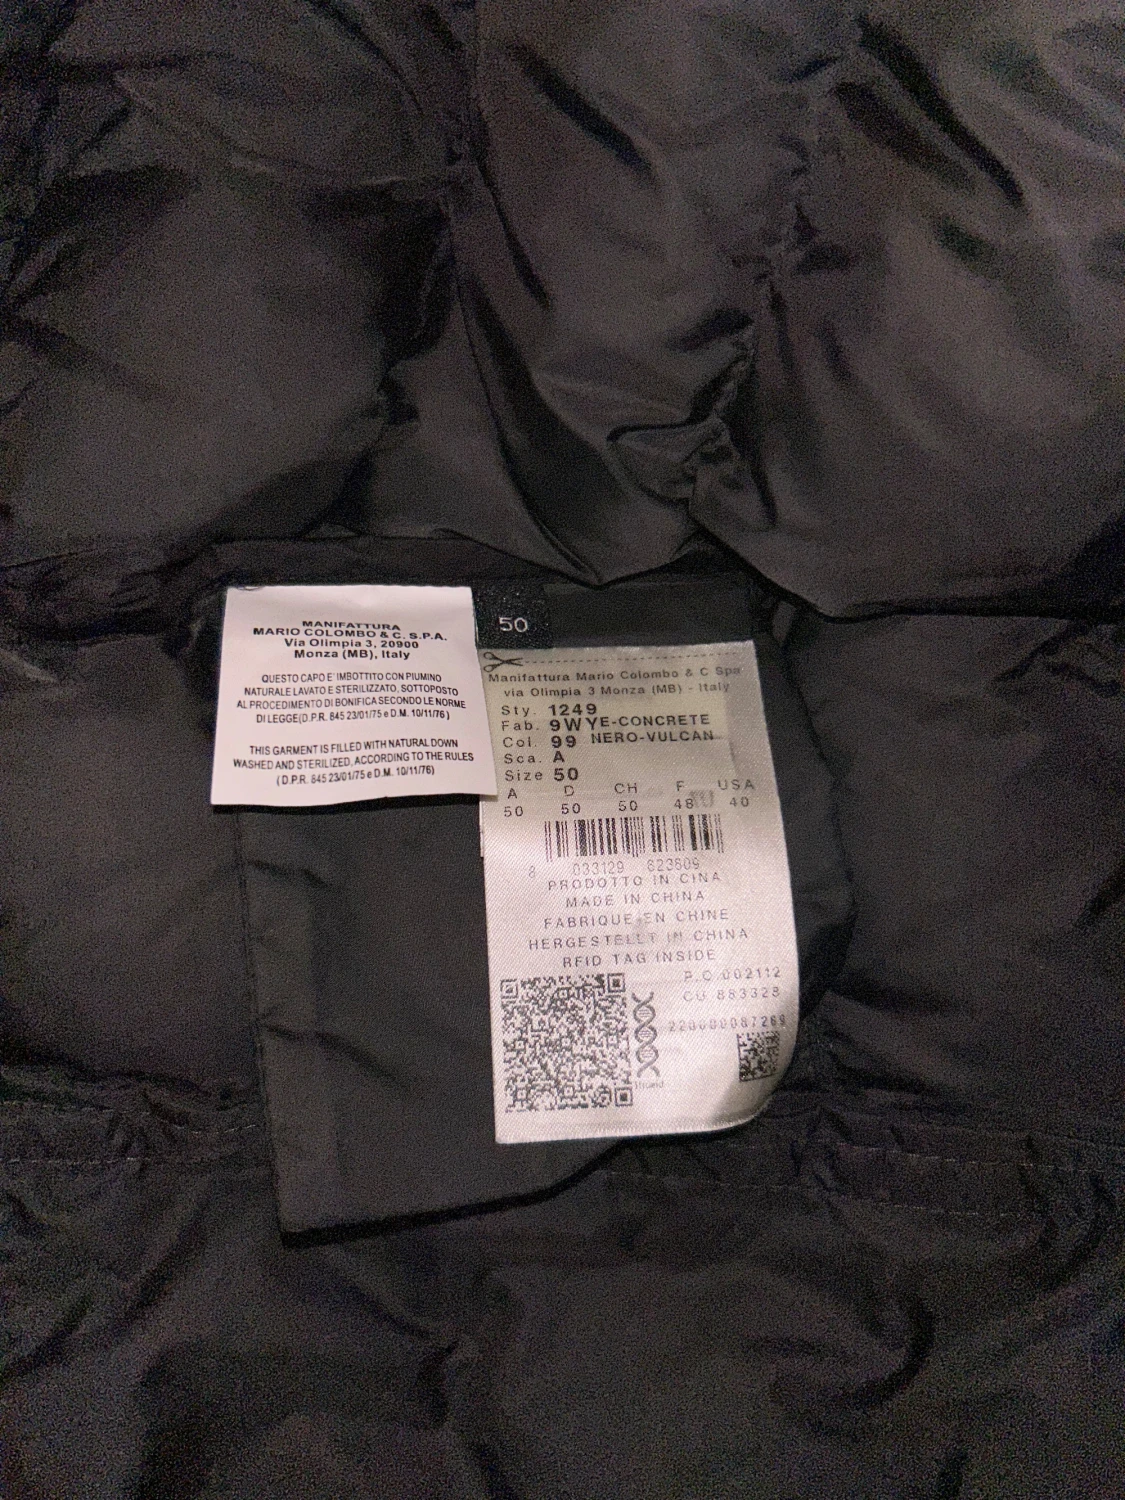 MANIFATTURA
MARIO COLOMBO & C. S.P.A.
Via Olimpia 3, 20900
Monza (MB), Italy
QUESTO CAPO E' IMBOTTITO CON PIUMINO
NATURALE LAVATO E STERILIZZATO, SOTTOPOSTO
AL PROCEDIMENTO DI BONIFICA SECONDO LE NORME
DI LEGGE(D.P.R. 845 23/01/75 e D.M. 10/11/76 )
THIS GARMENT IS FILLED WITH NATURAL DOWN
WASHED AND STERILIZED, ACCORDING TO THE RULES
( D.P.R. 845 23/01/75 e D.M. 10/11/76)
50
Manifattura Mario Colombo & C Spa
via Olimpia 3 Monza (MB) - Italy
Sty. 1249
Fab. 9WYE-CONCRETE
Col. 99 NERO-VULCAN
Sca. A
Size 50
A D CH F USA
50 50 50 48 40
8 033129 623609
PRODOTTO IN CINA
MADE IN CHINA
FABRIQUE EN CHINE
HERGESTELLT IN CHINA
RFID TAG INSIDE
P.C 002112
CU 883328
220000087269